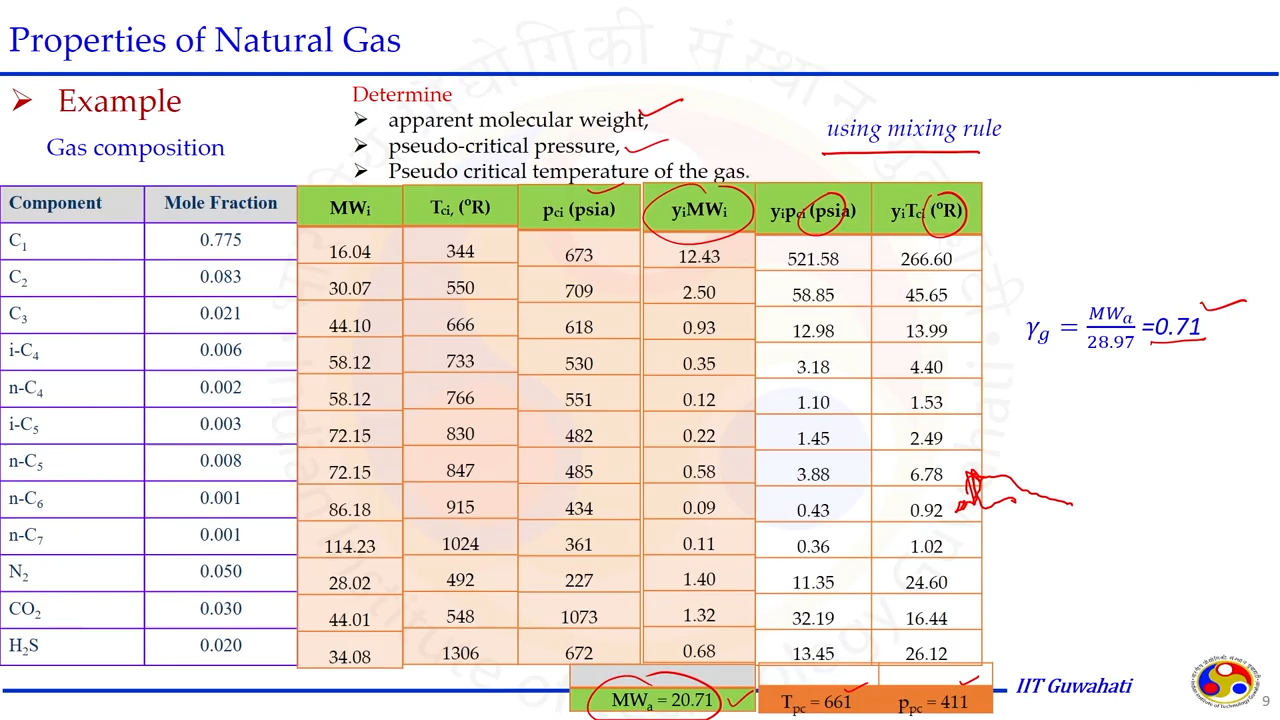 Properties of Natural Gas
➢ Example
Gas composition
Determine
➢ apparent molecular weight,
➢ pseudo-critical pressure,
➢ Pseudo critical temperature of the gas.
using mixing rule
Component Mole Fraction MWi Tci, (ºR) pci (psia) yiMWi yipci (psia) yiTci (ºR)
C1 0.775 16.04 344 673 12.43 521.58 266.60
C2 0.083 30.07 550 709 2.50 58.85 45.65
C3 0.021 44.10 666 618 0.93 12.98 13.99
i-C4 0.006 58.12 733 530 0.35 3.18 4.40
n-C4 0.002 58.12 766 551 0.12 1.10 1.53
i-C5 0.003 72.15 830 482 0.22 1.45 2.49
n-C5 0.008 72.15 847 485 0.58 3.88 6.78
n-C6 0.001 86.18 915 434 0.09 0.43 0.92
n-C7 0.001 114.23 1024 361 0.11 0.36 1.02
N2 0.050 28.02 492 227 1.40 11.35 24.60
CO2 0.030 44.01 548 1073 1.32 32.19 16.44
H2S 0.020 34.08 1306 672 0.68 13.45 26.12
MWa = 20.71 Tpc = 661 ppc = 411
γg = MWa/28.97 =0.71
IIT Guwahati
9